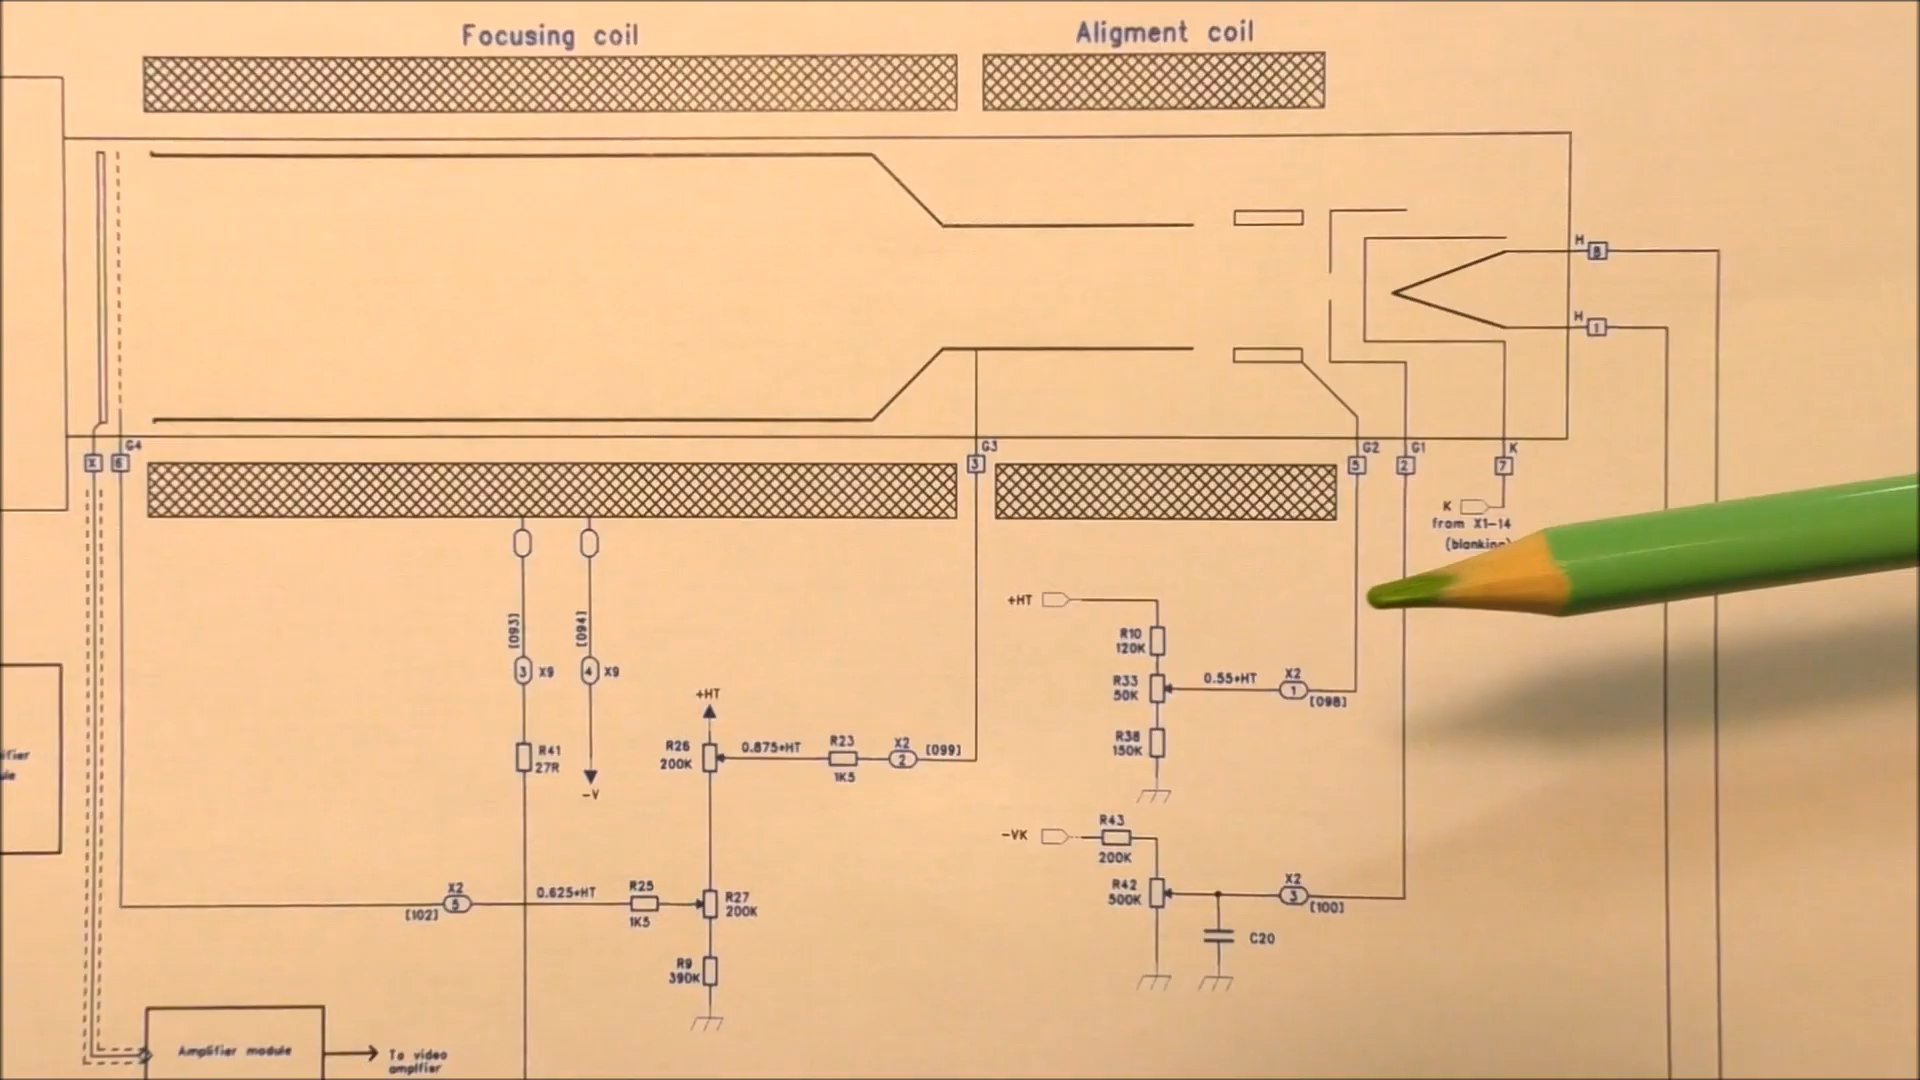 Focusing coil
Aligment coil
H
8
H
1
G4
G3
G2
G1
K
X
6
3
5
2
7
K
from X1-14
(blanking)
[093]
[094]
+HT
R10
120K
3
X9
4
X9
R33
50K
0.55*HT
X2
1
[098]
+HT
R26
200K
0.875*HT
R23
1K5
X2
2
[099]
R38
150K
R41
27R
-V
-VK
R43
200K
R42
500K
X2
3
[100]
C20
X2
5
[102]
0.625*HT
R25
1K5
R27
200K
R9
390K
Amplifier module
To video
amplfier